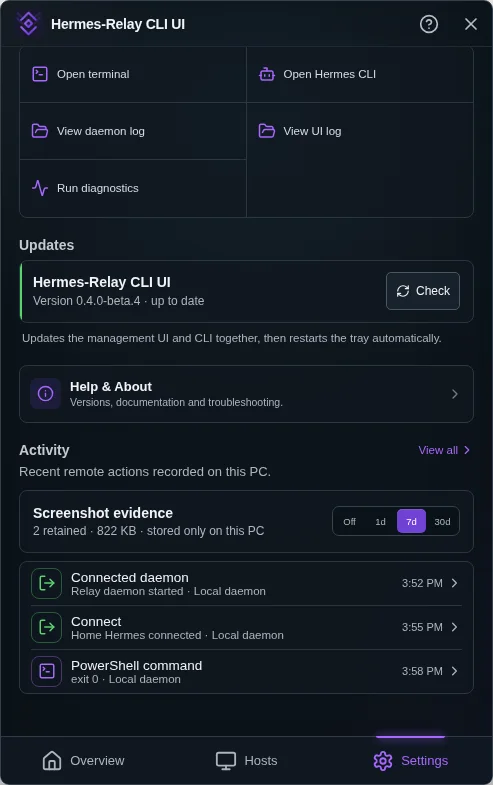 Hermes-Relay CLI UI
Open terminal
Open Hermes CLI
View daemon log
View UI log
Run diagnostics
Updates
Hermes-Relay CLI UI
Version 0.4.0-beta.4 · up to date
Check
Updates the management UI and CLI together, then restarts the tray automatically.
Help & About
Versions, documentation and troubleshooting.
Activity
View all
Recent remote actions recorded on this PC.
Screenshot evidence
2 retained · 822 KB · stored only on this PC
Off 1d 7d 30d
Connected daemon
Relay daemon started · Local daemon
3:52 PM
Connect
Home Hermes connected · Local daemon
3:55 PM
PowerShell command
exit 0 · Local daemon
3:58 PM
Overview
Hosts
Settings